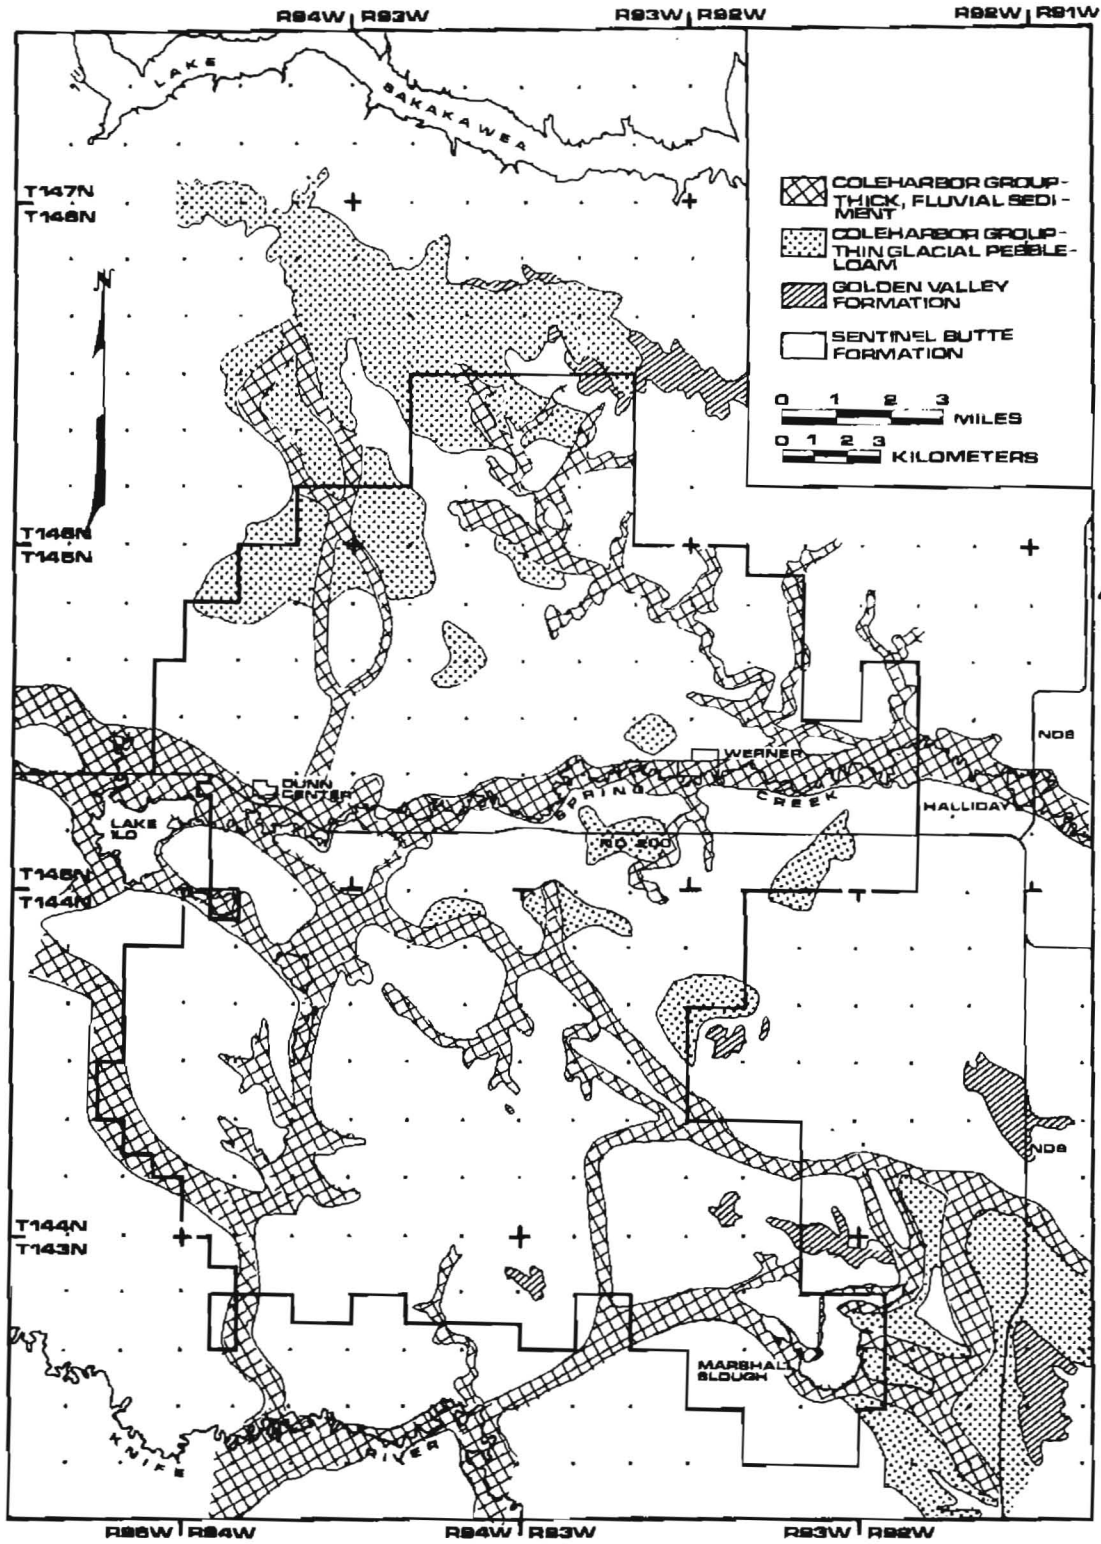 R94W R93W
R93W R92W
R92W R91W
LAKE
SAKAKAWEA
T147N
T146N
COLEHARBOR GROUP-
THICK, FLUVIAL SEDI-
MENT
COLEHARBOR GROUP-
THIN GLACIAL PEBBLE-
LOAM
GOLDEN VALLEY
FORMATION
SENTINEL BUTTE
FORMATION
0 1 2 3
MILES
0 1 2 3
KILOMETERS
N
T146N
T145N
ND8
WERNER
DUNN
CENTER
SPRING
CREEK
HALLIDAY
LAKE
ILO
ND 200
T145N
T144N
ND8
T144N
T143N
MARSHALL
SLOUGH
KNIFE
RIVER
R95W R94W
R94W R93W
R93W R92W